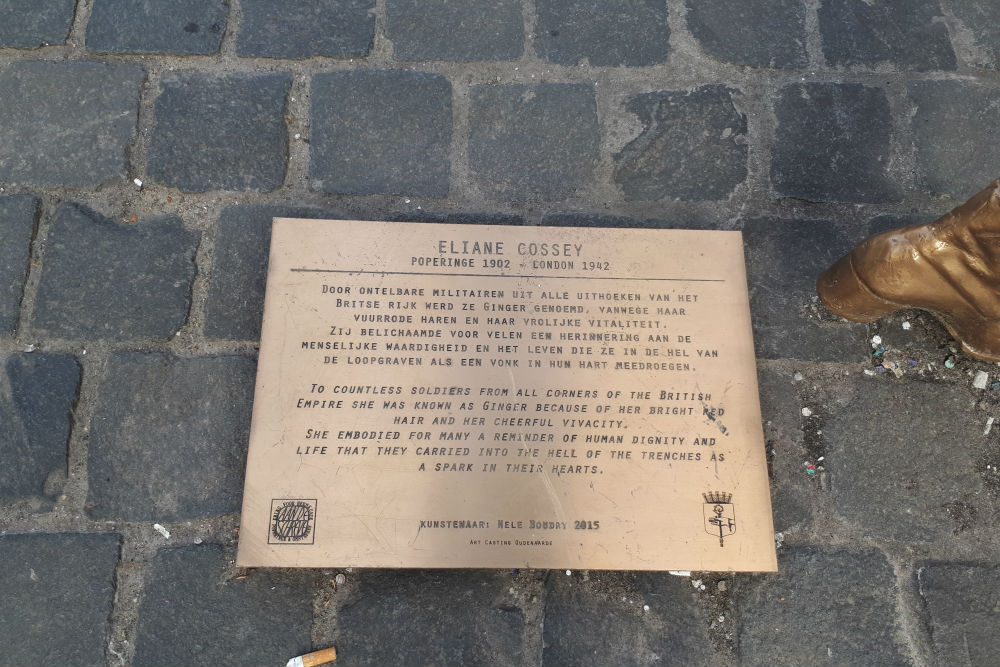 ELIANE COSSEY
POPERINGE 1902 - LONDON 1942
DOOR ONTELBARE MILITAIREN UIT ALLE UITHOEKEN VAN HET
BRITSE RIJK WERD ZE GINGER GENOEMD, VANWEGE HAAR
VUURRODE HAREN EN HAAR VROLIJKE VITALITEIT.
ZIJ BELICHAAMDE VOOR VELEN EEN HERINNERING AAN DE
MENSELIJKE WAARDIGHEID EN HET LEVEN DIE ZE IN DE HEL VAN
DE LOOPGRAVEN ALS EEN VONK IN HUN HART MEEDROEGEN.
TO COUNTLESS SOLDIERS FROM ALL CORNERS OF THE BRITISH
EMPIRE SHE WAS KNOWN AS GINGER BECAUSE OF HER BRIGHT RED
HAIR AND HER CHEERFUL VIVACITY.
SHE EMBODIED FOR MANY A REMINDER OF HUMAN DIGNITY AND
LIFE THAT THEY CARRIED INTO THE HELL OF THE TRENCHES AS
A SPARK IN THEIR HEARTS.
KUNSTENAAR: NELE BOUDRY 2015
ART CASTING OUDENAARDE